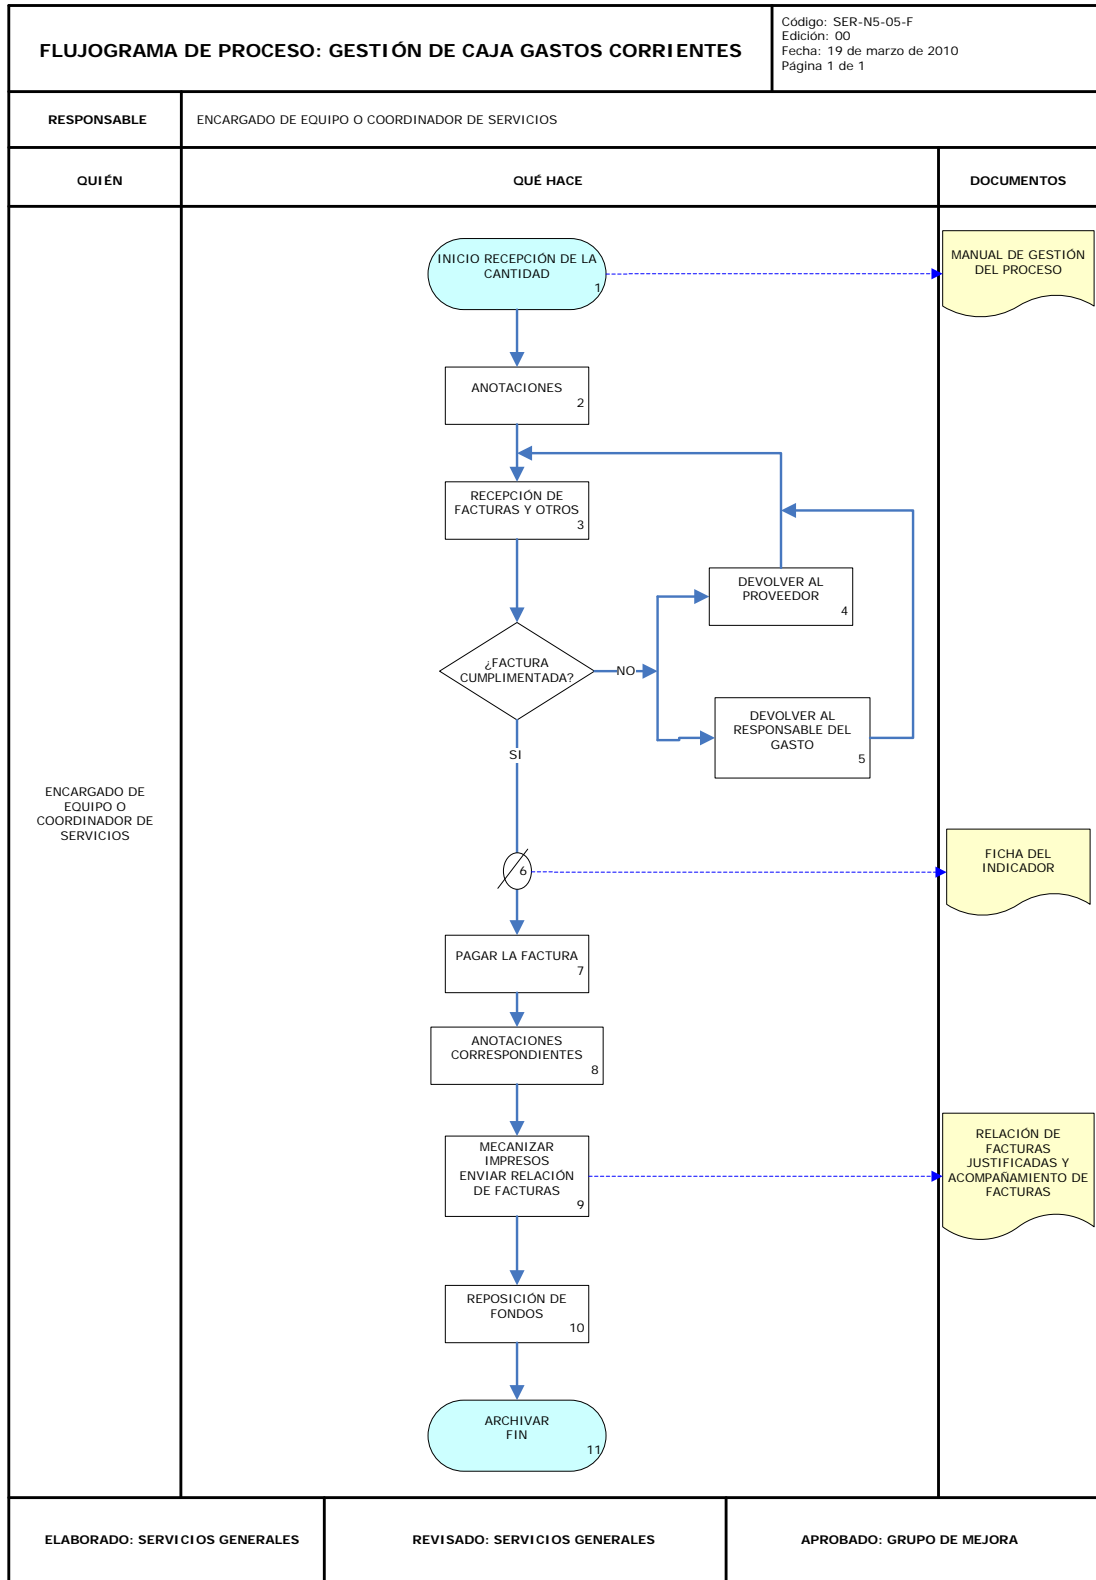 FLUJOGRAMA DE PROCESO: GESTIÓN DE CAJA GASTOS CORRIENTES
Código: SER-N5-05-F
Edición: 00
Fecha: 19 de marzo de 2010
Página 1 de 1
RESPONSABLE
ENCARGADO DE EQUIPO O COORDINADOR DE SERVICIOS
QUIÉN
QUÉ HACE
DOCUMENTOS
INICIO RECEPCIÓN DE LA
CANTIDAD
1
MANUAL DE GESTIÓN
DEL PROCESO
ANOTACIONES
2
RECEPCIÓN DE
FACTURAS Y OTROS
3
DEVOLVER AL
PROVEEDOR
4
¿FACTURA
CUMPLIMENTADA?
NO
DEVOLVER AL
RESPONSABLE DEL
GASTO
5
SI
ENCARGADO DE
EQUIPO O
COORDINADOR DE
SERVICIOS
6
FICHA DEL
INDICADOR
PAGAR LA FACTURA
7
ANOTACIONES
CORRESPONDIENTES
8
MECANIZAR
IMPRESOS
ENVIAR RELACIÓN
DE FACTURAS
9
RELACIÓN DE
FACTURAS
JUSTIFICADAS Y
ACOMPAÑAMIENTO DE
FACTURAS
REPOSICIÓN DE
FONDOS
10
ARCHIVAR
FIN
11
ELABORADO: SERVICIOS GENERALES
REVISADO: SERVICIOS GENERALES
APROBADO: GRUPO DE MEJORA